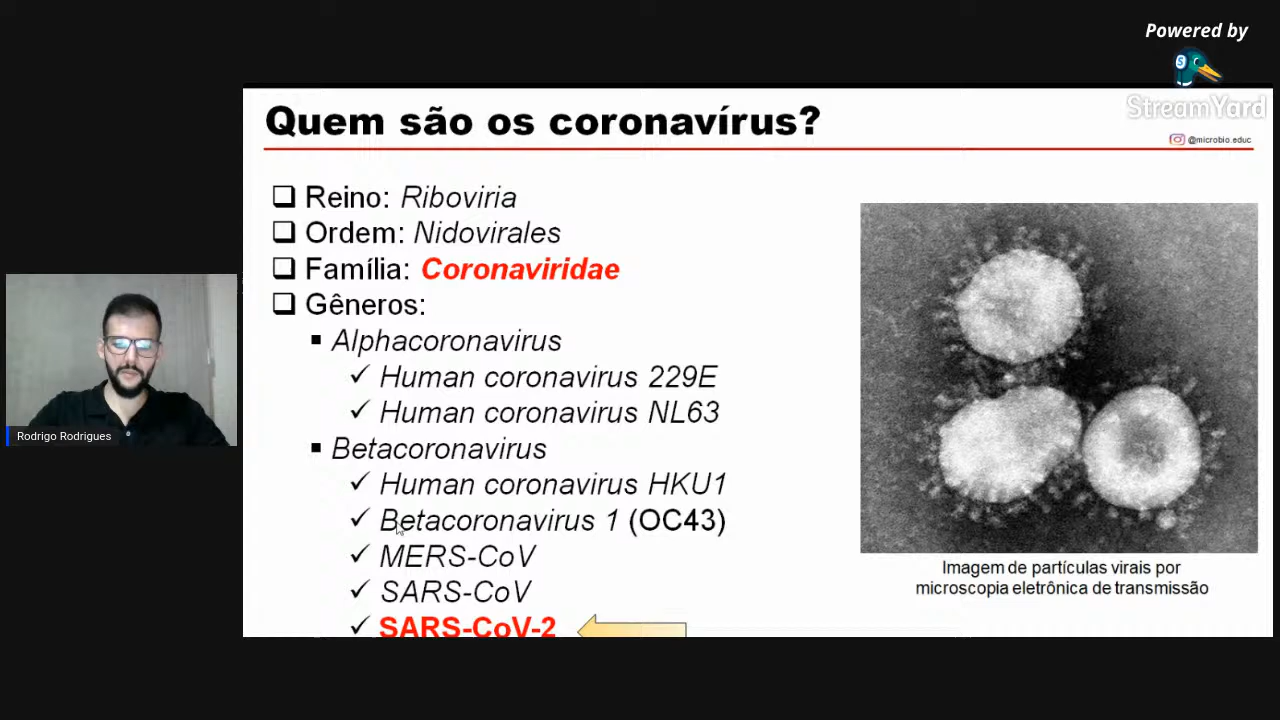 Powered by
StreamYard
Quem são os coronavírus?
@microbio.educ
Reino: Riboviria
Ordem: Nidovirales
Família: Coronaviridae
Gêneros:
Alphacoronavirus
Human coronavirus 229E
Human coronavirus NL63
Betacoronavirus
Human coronavirus HKU1
Betacoronavirus 1 (OC43)
MERS-CoV
SARS-CoV
SARS-CoV-2
Imagem de partículas virais por
microscopia eletrônica de transmissão
Rodrigo Rodrigues